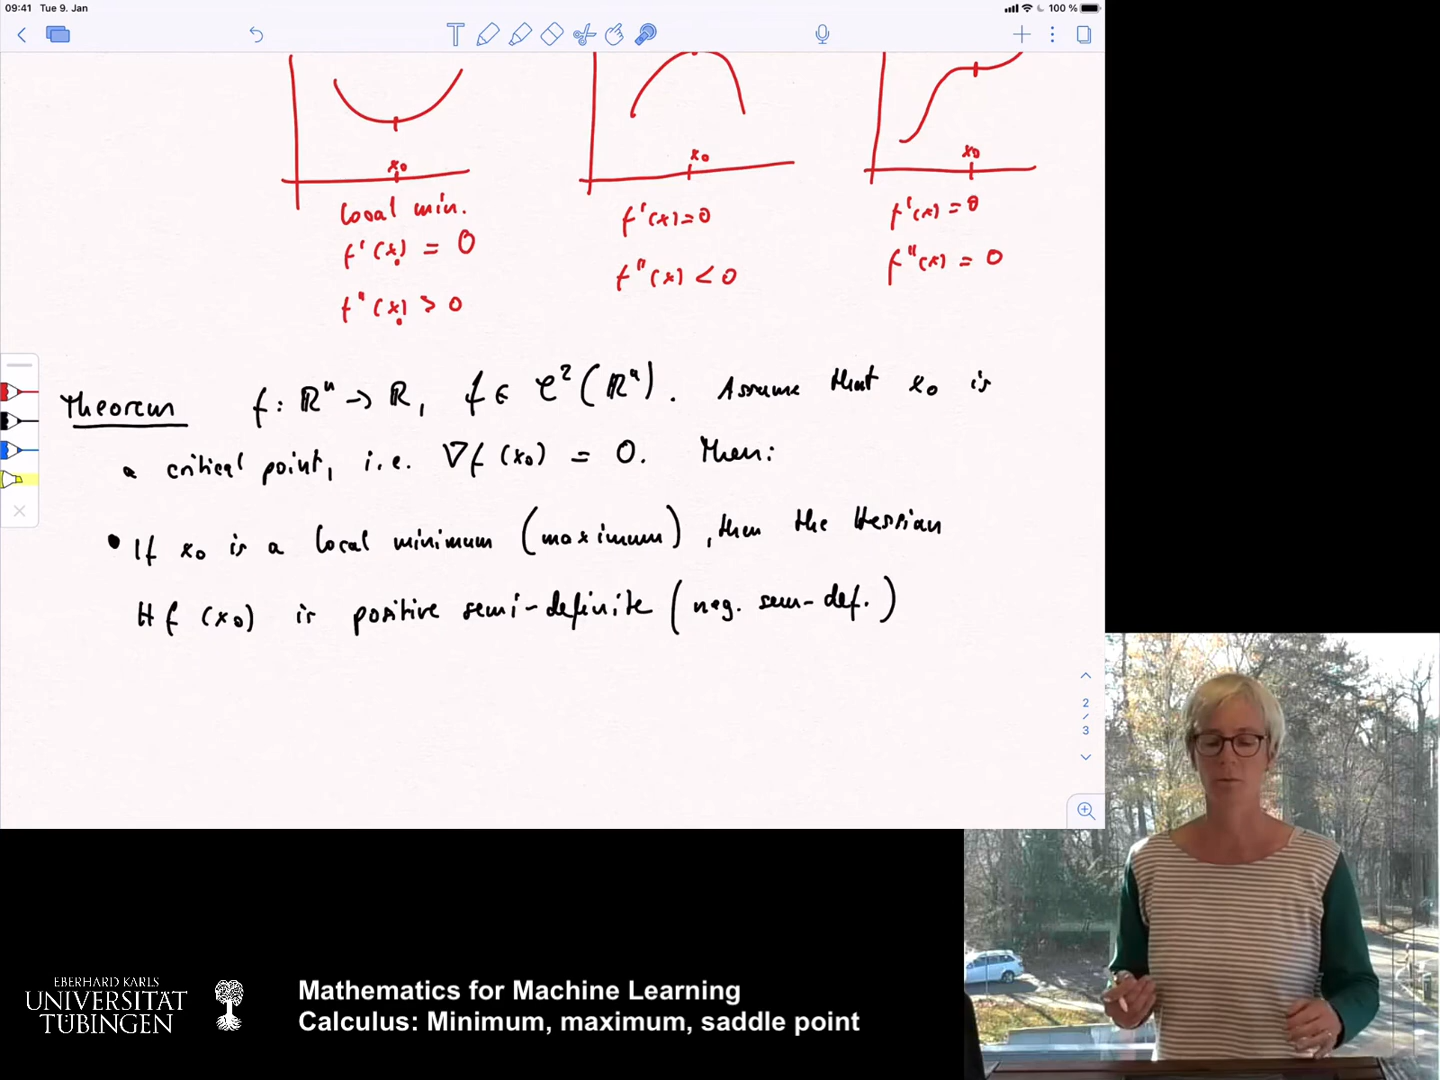 09:41 Tue 9. Jan
100 %
x₀
x₀
x₀
local min.
f'(x₀) = 0
f''(x₀) > 0
f'(x)=0
f''(x) < 0
f'(x) = 0
f''(x) = 0
Theorem f: ℝⁿ → ℝ, f ∈ 𝒞²(ℝⁿ). Assume that x₀ is
a critical point, i.e. ∇f(x₀) = 0. Then:
• If x₀ is a local minimum (maximum), then the Hessian
Hf(x₀) is positive semi-definite (neg. sem-def.)
2
/
3
EBERHARD KARLS
UNIVERSITÄT
TÜBINGEN
Mathematics for Machine Learning
Calculus: Minimum, maximum, saddle point